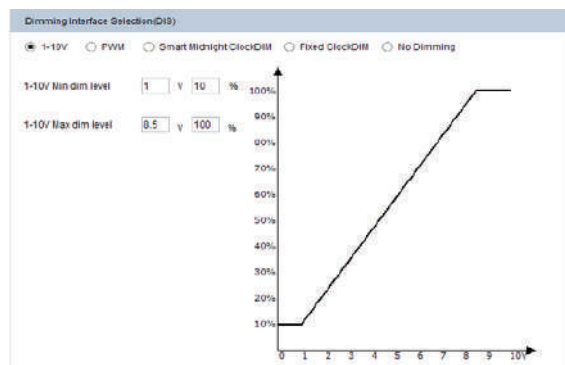 Dimming Interface Selection(DIS)
1-10V PWM Smart Midnight ClockDIM Fixed ClockDIM No Dimming
1-10V Min dim level 1 V 10 %
1-10V Max dim level 8.5 V 100 %
100%
90%
80%
70%
60%
50%
40%
30%
20%
10%
0 1 2 3 4 5 6 7 8 9 10V